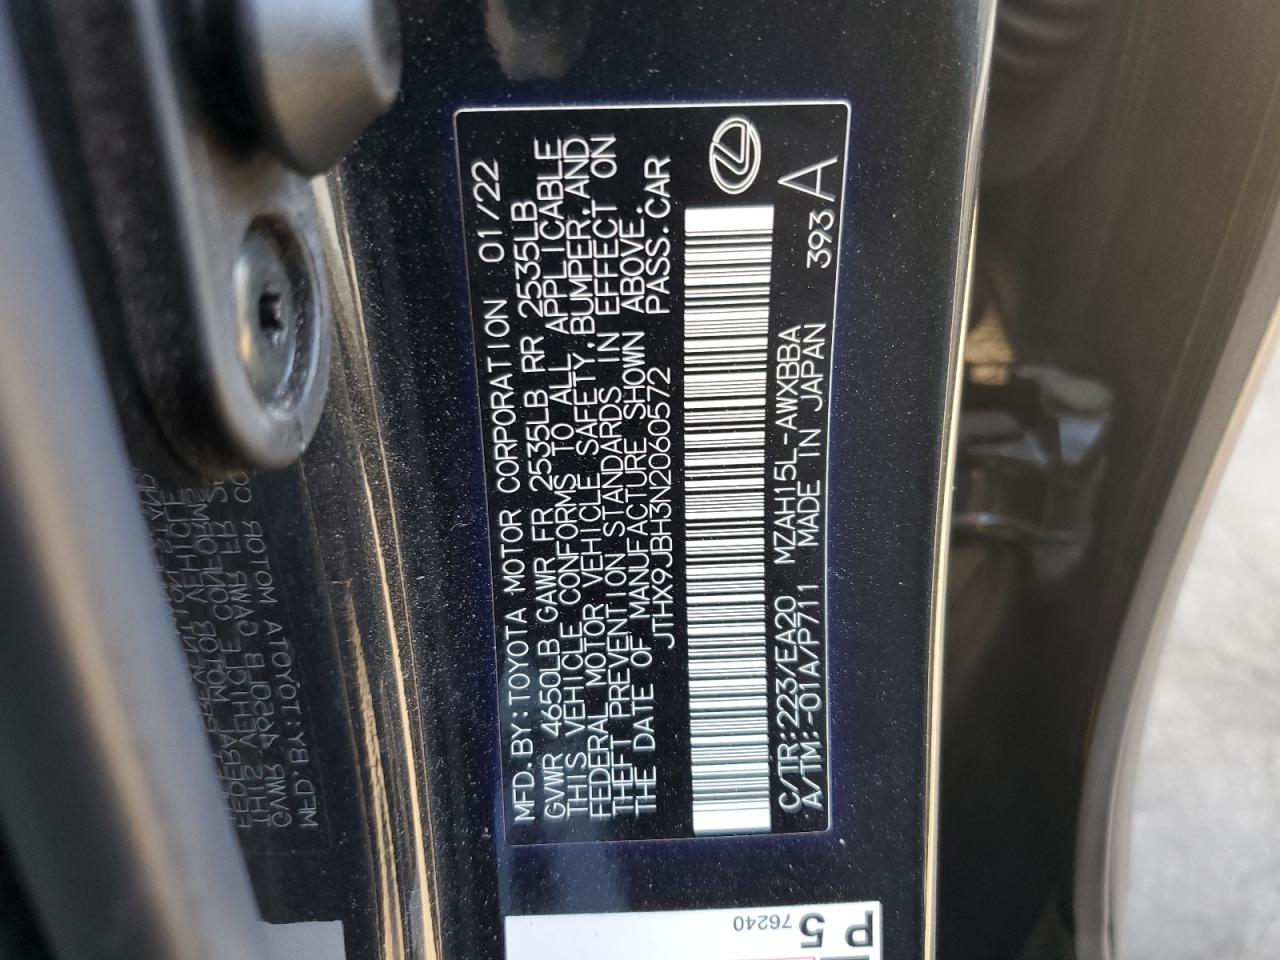 MFD.BY:TOYOTA MOTOR CORPORATION 01/22
GVWR 4650LB GAWR FR 2535LB RR 2535LB
THIS VEHICLE CONFORMS TO ALL APPLICABLE
FEDERAL MOTOR VEHICLE SAFETY,BUMPER,AND
THEFT PREVENTION STANDARDS IN EFFECT ON
THE DATE OF MANUFACTURE SHOWN ABOVE.
JTHX9JBH3N2060572 PASS.CAR
C/TR:223/EA20 MZAH15L-AWXBBA
A/TM:-01A/P711 MADE IN JAPAN 393 A
76240
5